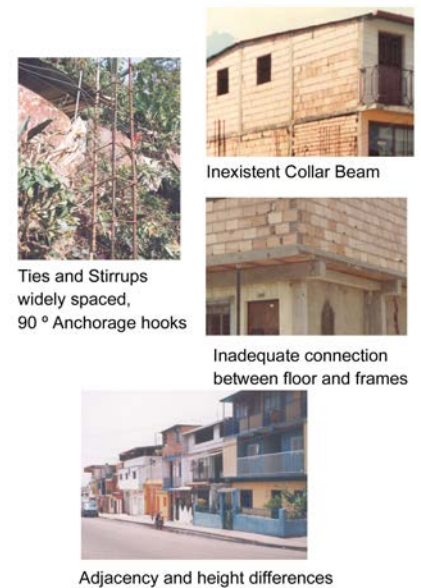 Inexistent Collar Beam
Ties and Stirrups
widely spaced,
90 º Anchorage hooks
Inadequate connection
between floor and frames
Adjacency and height differences